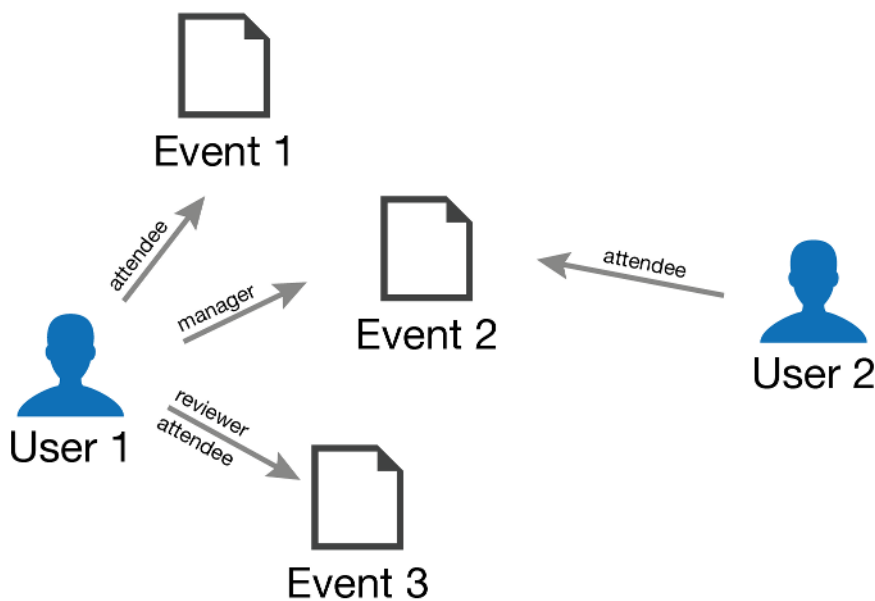 Event 1
attendee
manager
Event 2
attendee
User 2
User 1
reviewer
attendee
Event 3